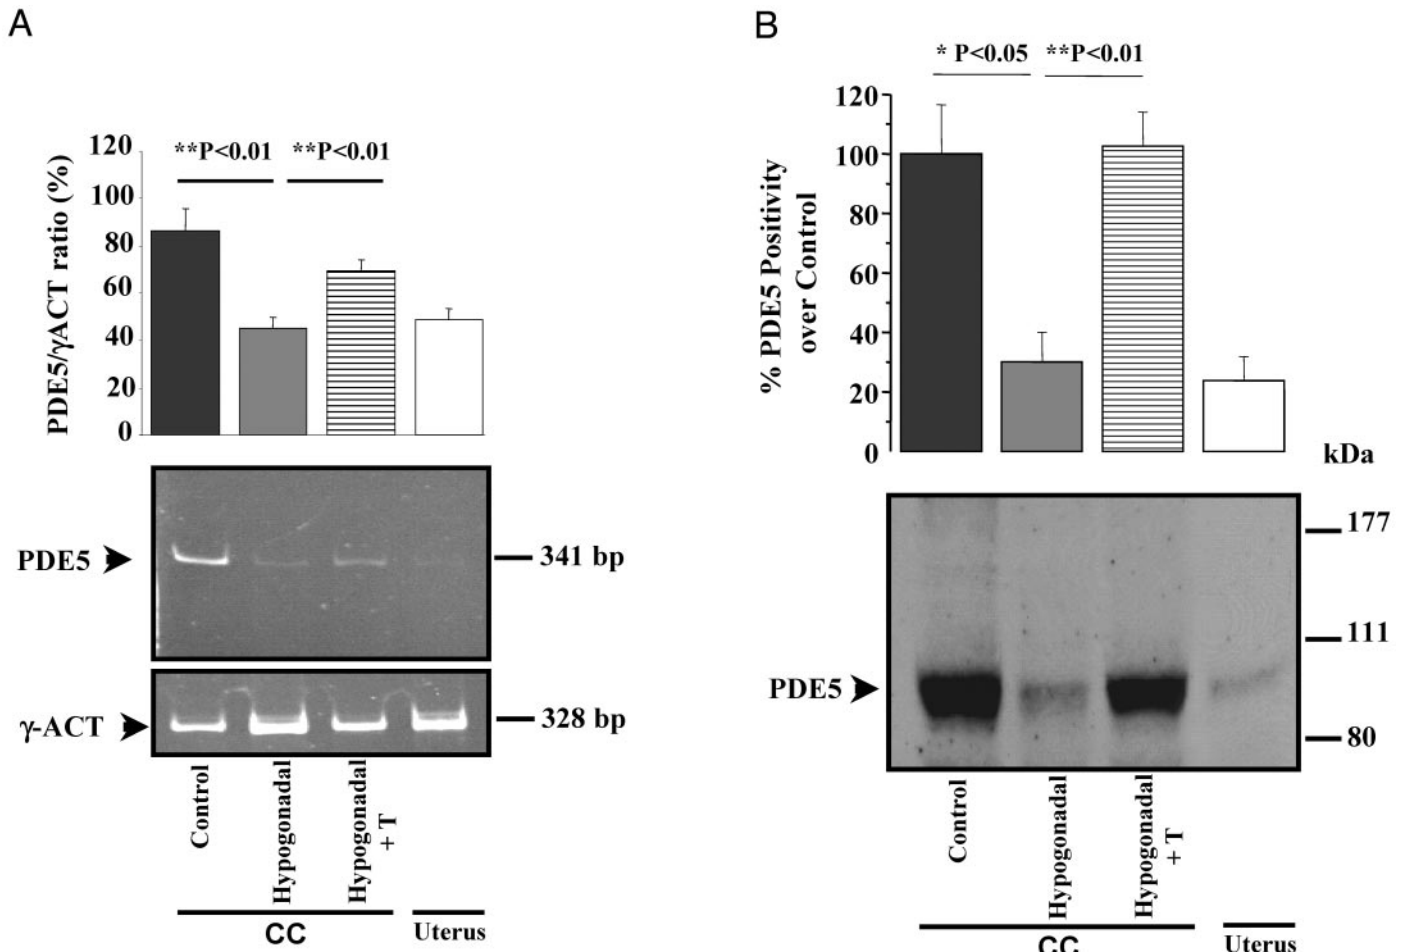 A
**P<0.01 **P<0.01
PDE5/γACT ratio (%)
120
100
80
60
40
20
0
PDE5
341 bp
γ-ACT
328 bp
Control
Hypogonadal
Hypogonadal
+ T
CC
Uterus
B
* P<0.05 **P<0.01
% PDE5 Positivity
over Control
120
100
80
60
40
20
0
kDa
177
111
PDE5
80
Control
Hypogonadal
Hypogonadal
+ T
CC
Uterus